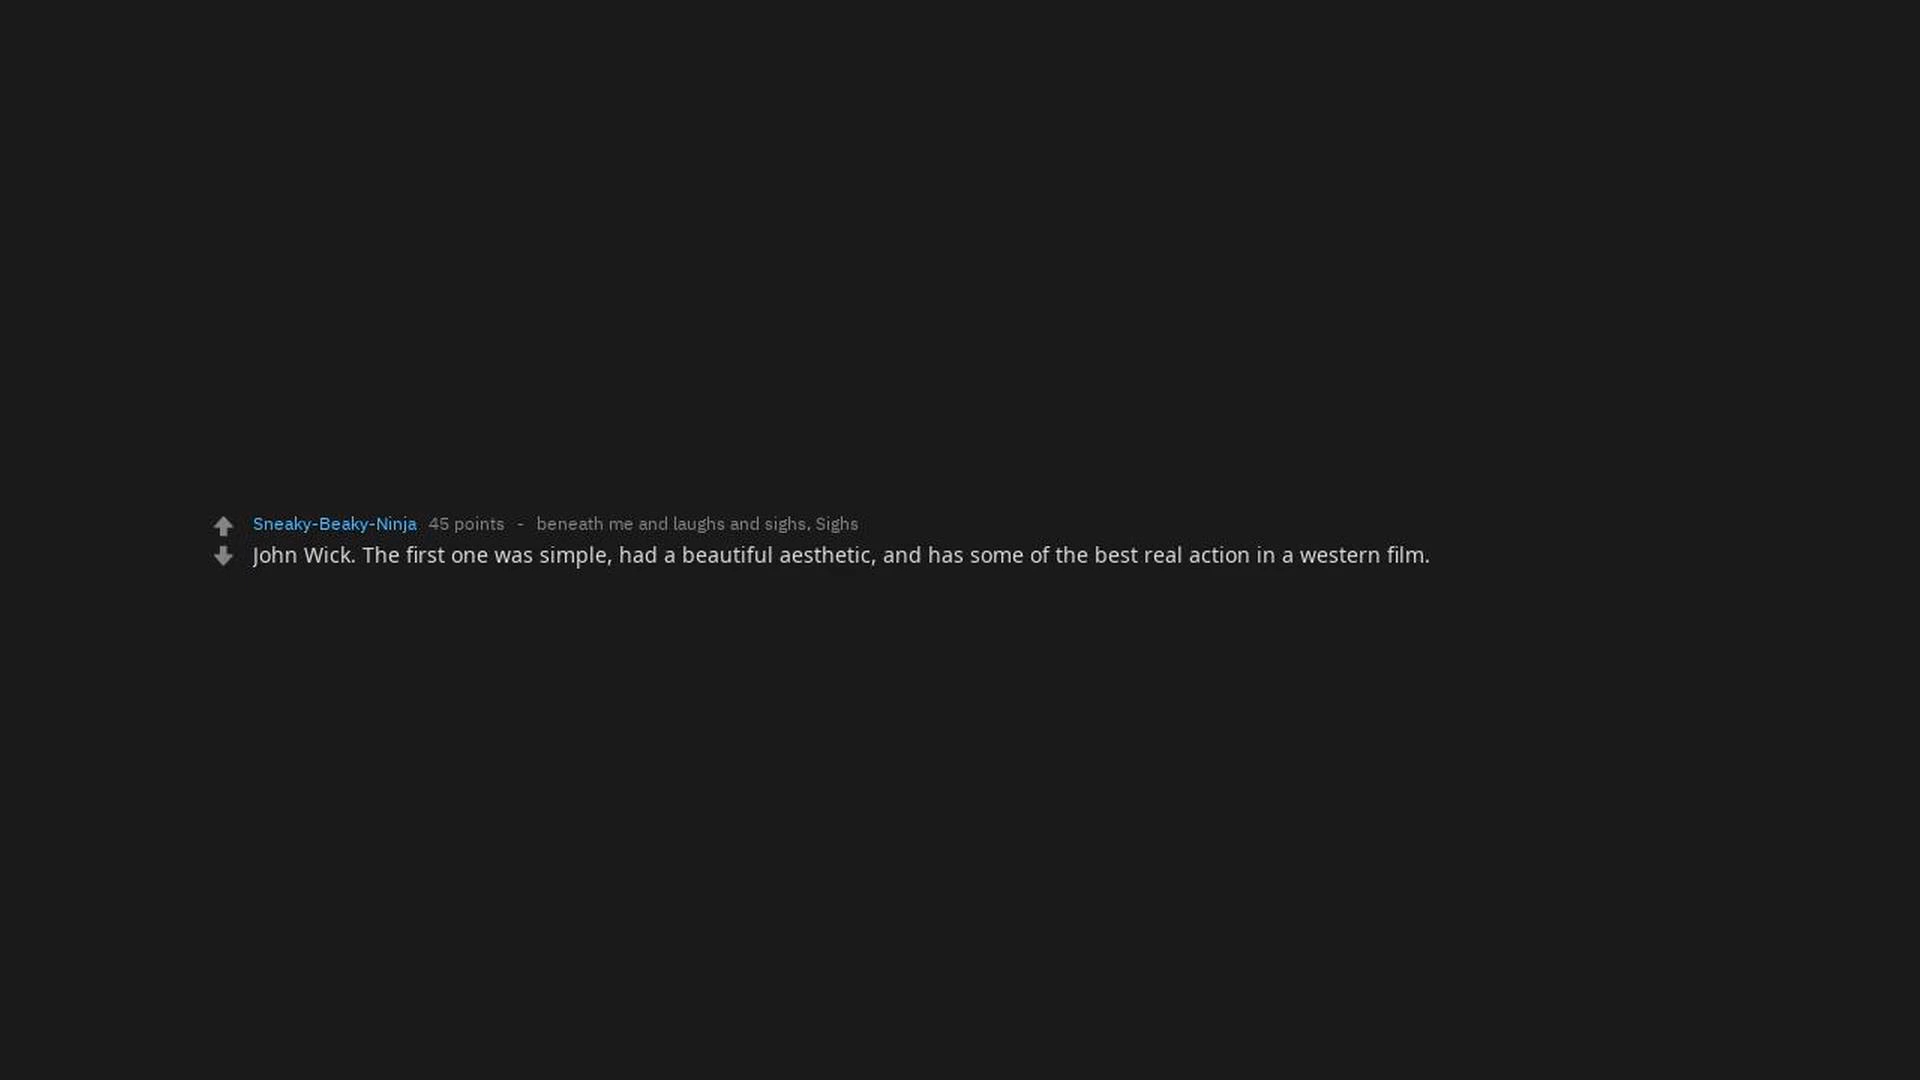 Sneaky-Beaky-Ninja 45 points - beneath me and laughs and sighs. Sighs
John Wick. The first one was simple, had a beautiful aesthetic, and has some of the best real action in a western film.